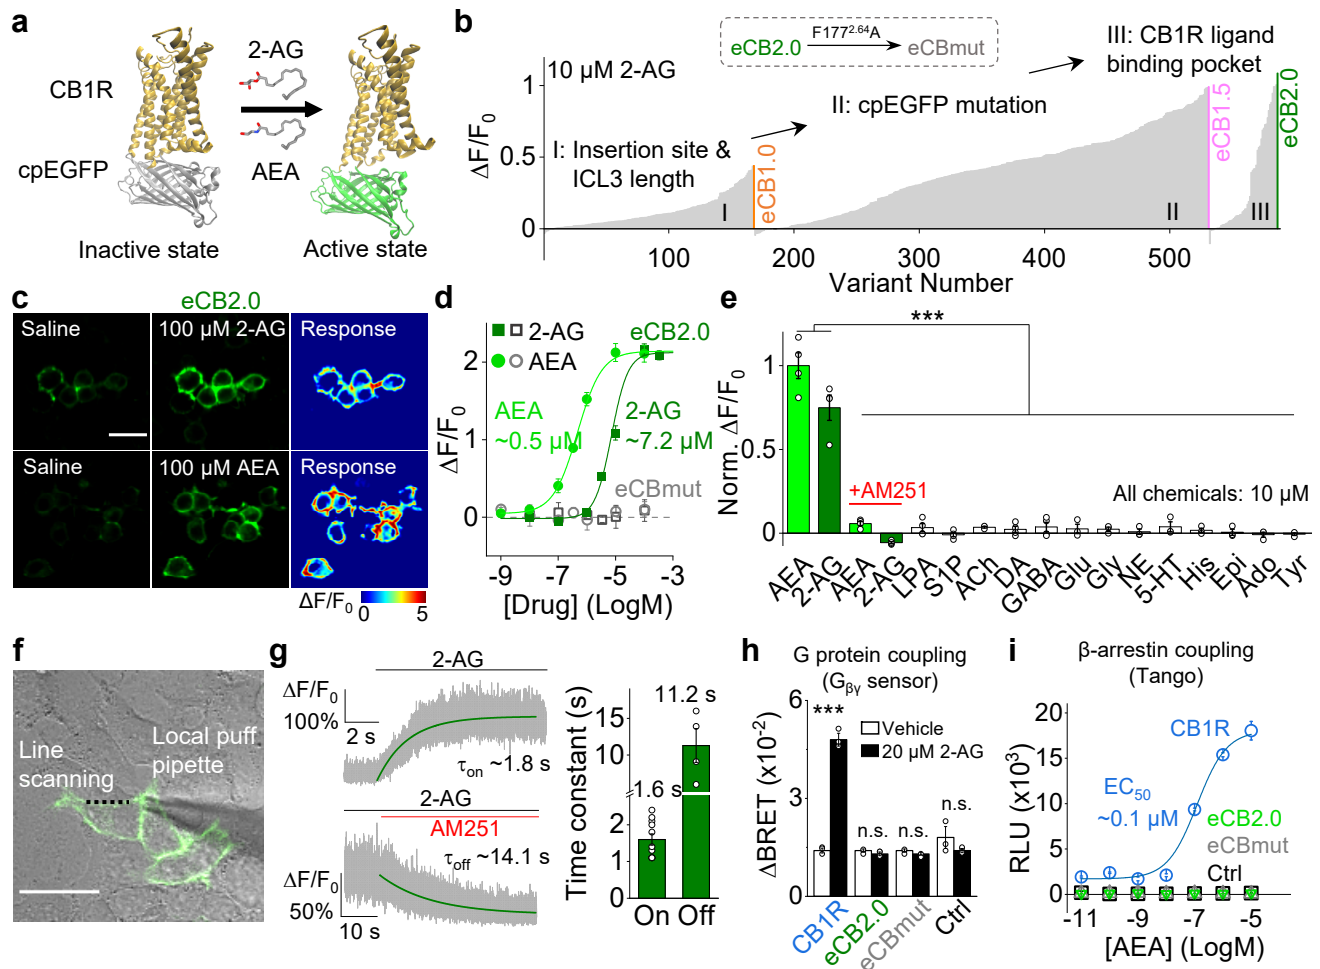 a
2-AG
CB1R
cpEGFP
AEA
Inactive state
Active state
b
eCB2.0
F177²·⁶⁴A
eCBmut
III: CB1R ligand
binding pocket
10 µM 2-AG
II: cpEGFP mutation
I: Insertion site &
ICL3 length
ΔF/F₀
1
0.5
0
I
II
III
eCB1.0
eCB1.5
eCB2.0
100
200
300
400
500
Variant Number
c
eCB2.0
Saline
100 µM 2-AG
Response
Saline
100 µM AEA
Response
ΔF/F₀
0
5
d
2-AG
eCB2.0
AEA
AEA
~0.5 µM
2-AG
~7.2 µM
eCBmut
ΔF/F₀
2
1
0
-9
-7
-5
-3
[Drug] (LogM)
e
***
+AM251
All chemicals: 10 µM
Norm. ΔF/F₀
1
0.5
0
AEA
2-AG
AEA
2-AG
LPA
S1P
ACh
DA
GABA
Glu
Gly
NE
5-HT
His
Epi
Ado
Tyr
f
Line
scanning
Local puff
pipette
g
2-AG
ΔF/F₀
100%
2 s
τon ~1.8 s
2-AG
AM251
τoff ~14.1 s
ΔF/F₀
50%
10 s
Time constant (s)
15
10
2
1
0
1.6 s
11.2 s
On Off
h
G protein coupling
(Gβγ sensor)
***
Vehicle
20 µM 2-AG
n.s.
n.s.
n.s.
ΔBRET (x10⁻²)
6
3
0
CB1R
eCB2.0
eCBmut
Ctrl
i
β-arrestin coupling
(Tango)
CB1R
EC₅₀
~0.1 µM
eCB2.0
eCBmut
Ctrl
RLU (x10³)
20
15
10
5
0
-11
-9
-7
-5
[AEA] (LogM)